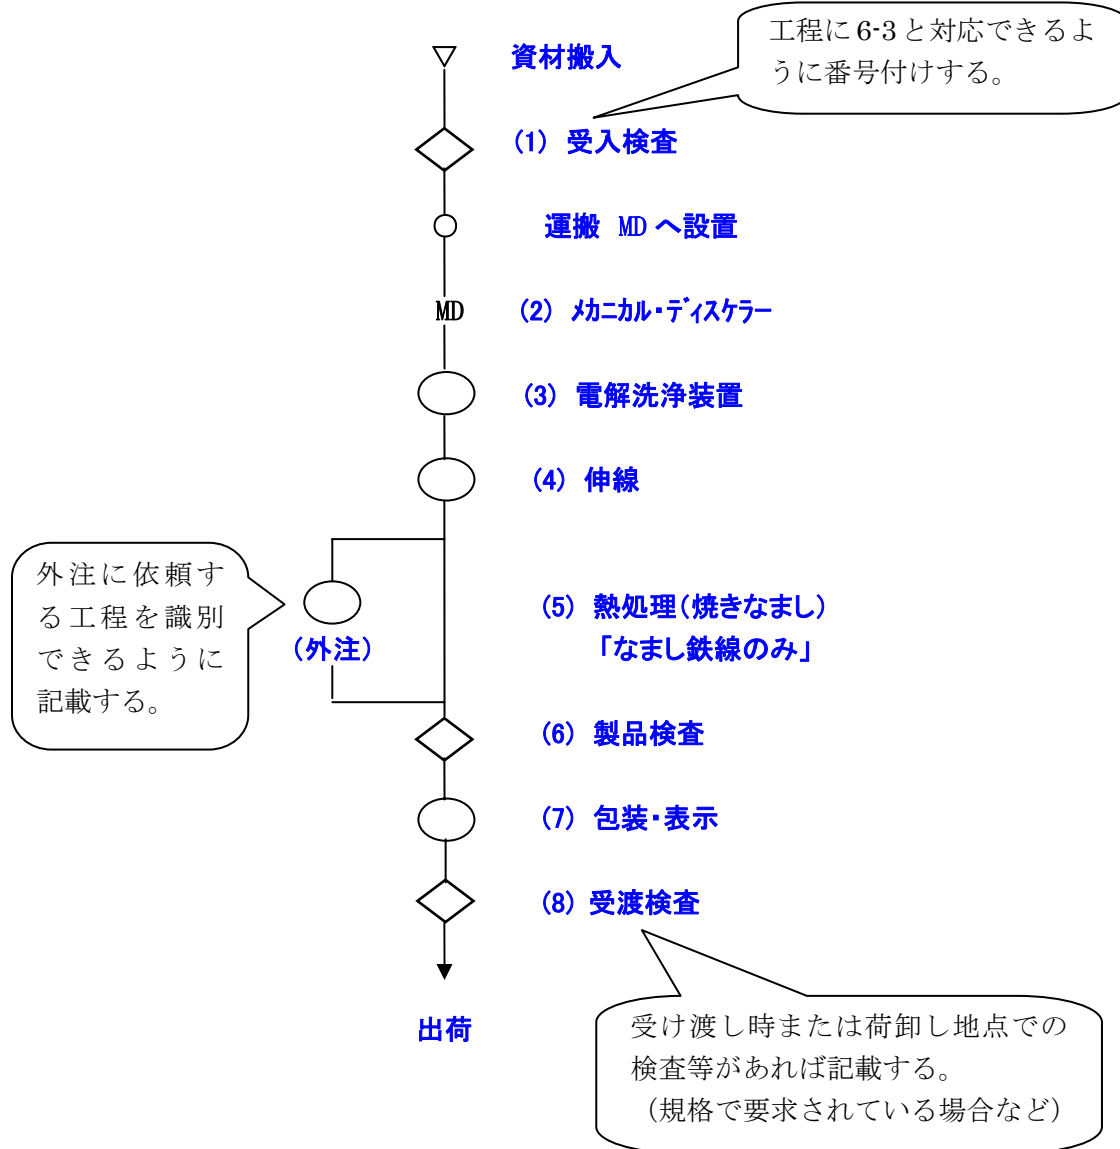 工程に 6-3 と対応できるよ
うに番号付けする。
資材搬入
(1) 受入検査
運搬 MD へ設置
MD
(2) メカニカル・ディスケラー
(3) 電解洗浄装置
(4) 伸線
外注に依頼す
る工程を識別
できるように
記載する。
(外注)
(5) 熱処理(焼きなまし)
「なまし鉄線のみ」
(6) 製品検査
(7) 包装・表示
(8) 受渡検査
出荷
受け渡し時または荷卸し地点での
検査等があれば記載する。
（規格で要求されている場合など）